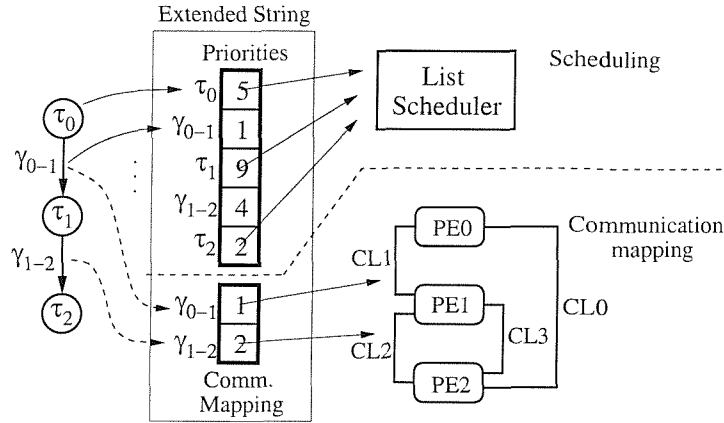 Extended String
Priorities
τ0 5
γ0−1 1
τ1 9
γ1−2 4
τ2 2
List
Scheduler
Scheduling
τ0
γ0−1
τ1
γ1−2
τ2
γ0−1 1
γ1−2 2
Comm.
Mapping
Communication
mapping
PE0
CL1
PE1
CL0
CL2
CL3
PE2